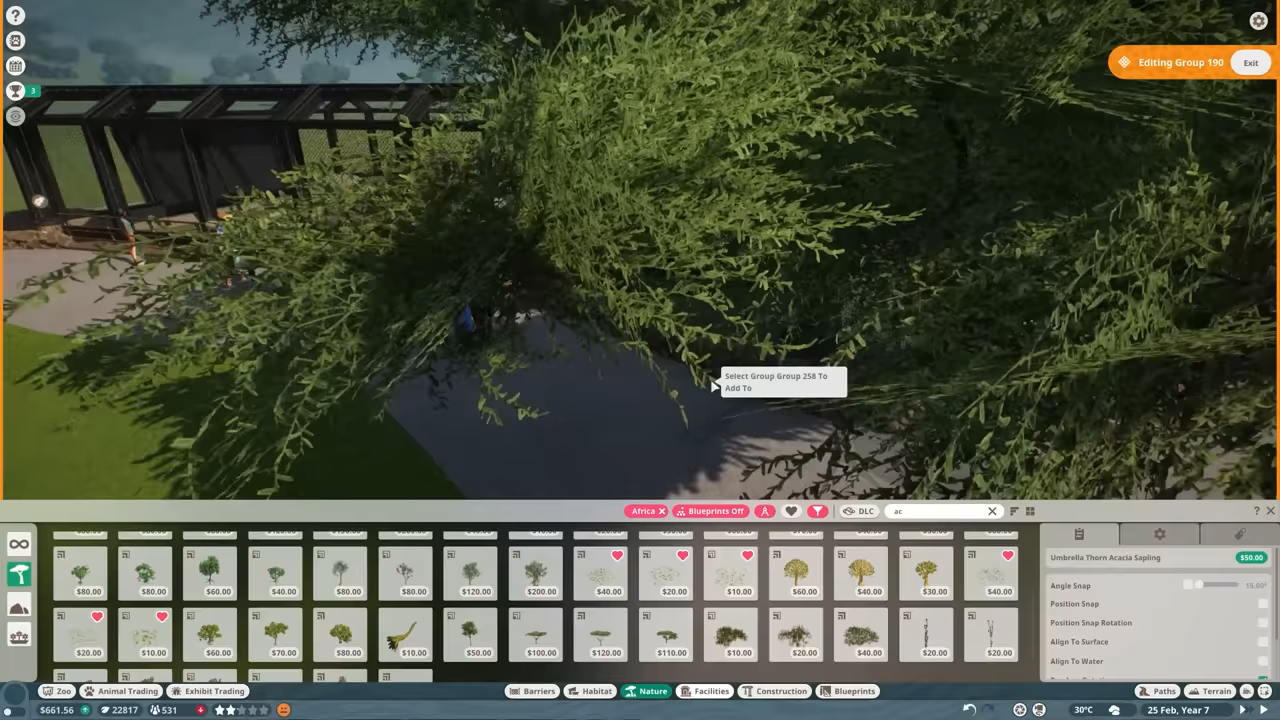 ?
Editing Group 190
Exit
3
Select Group Group 258 To
Add To
Africa
Blueprints Off
DLC
ac
?
$80.00 $80.00 $60.00 $40.00 $80.00 $80.00 $120.00 $200.00 $40.00 $20.00 $10.00 $60.00 $40.00 $30.00 $40.00
Umbrella Thorn Acacia Sapling $50.00
Angle Snap 15.00°
Position Snap
Position Snap Rotation
$20.00 $10.00 $60.00 $70.00 $80.00 $10.00 $50.00 $100.00 $120.00 $110.00 $10.00 $20.00 $40.00 $20.00 $20.00
Align To Surface
Align To Water
Zoo Animal Trading Exhibit Trading Barriers Habitat Nature Facilities Construction Blueprints Paths Terrain
$661.56 22817 531 30°C 25 Feb, Year 7